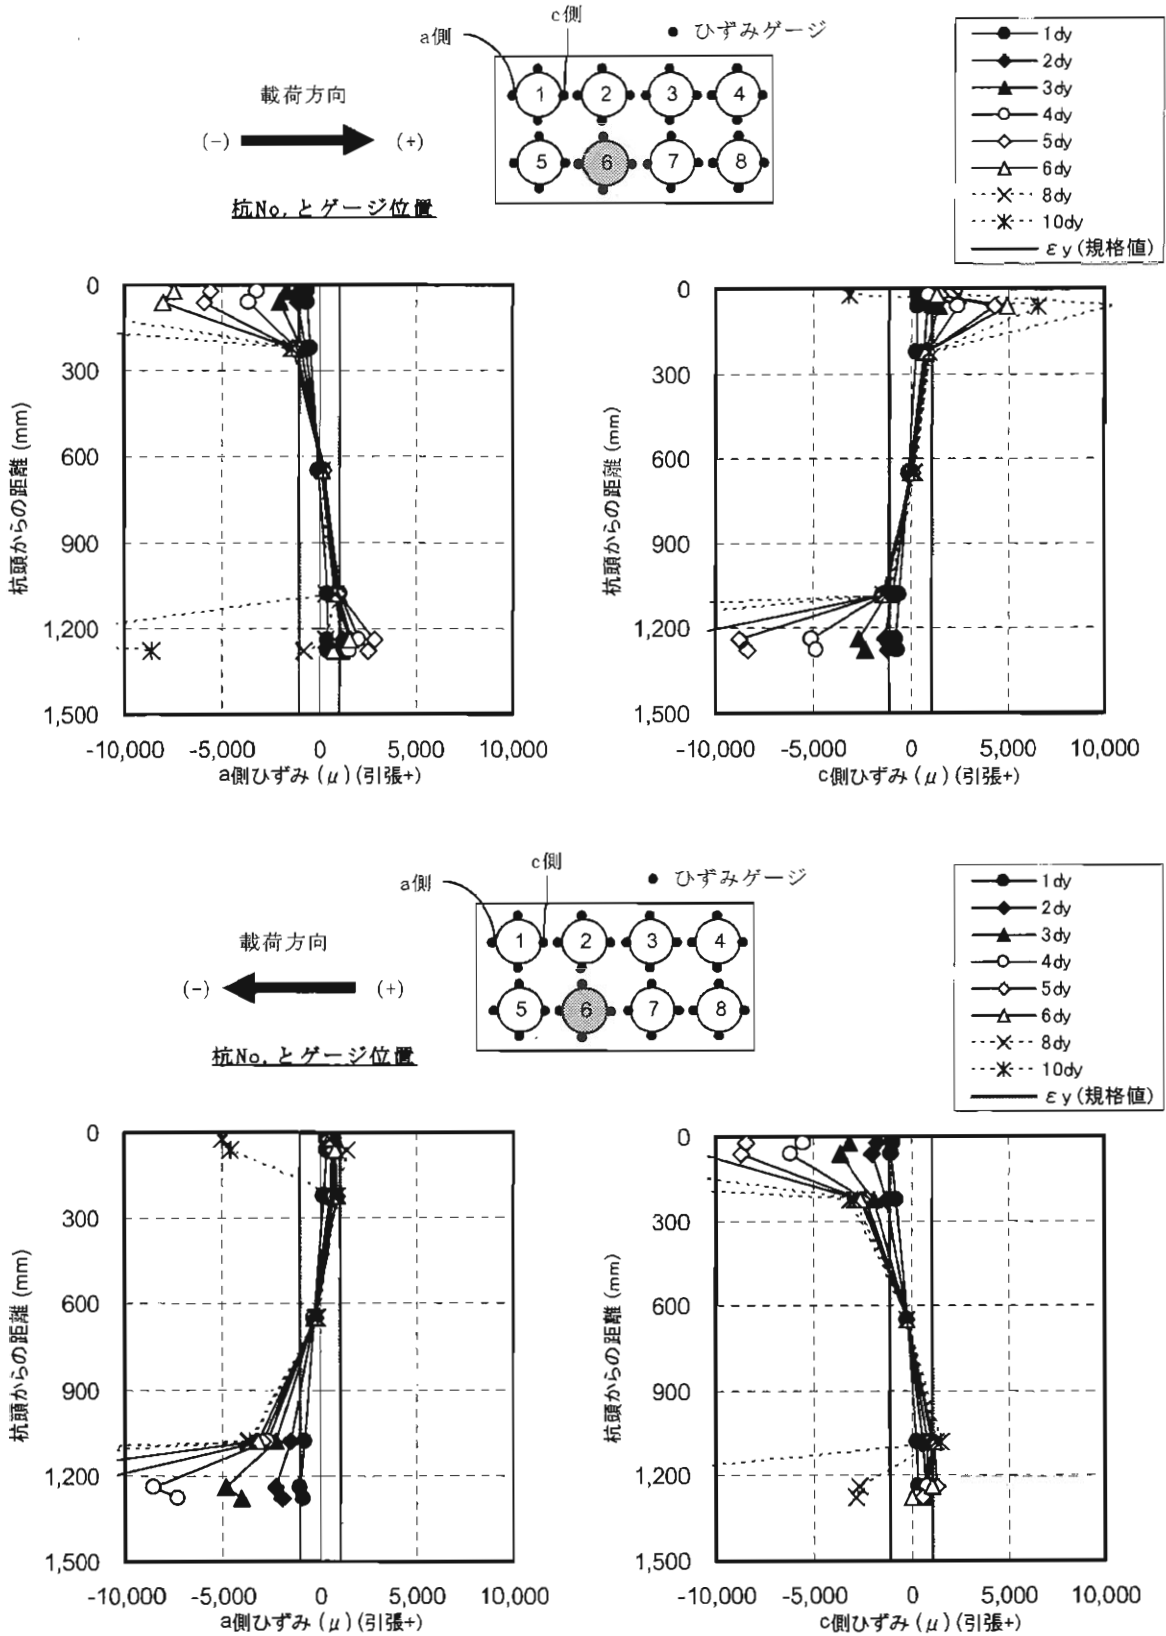 c側
a側
ひずみゲージ
載荷方向
(−)
(+)
1 2 3 4
5 6 7 8
杭No.とゲージ位置
1dy
2dy
3dy
4dy
5dy
6dy
8dy
10dy
εy(規格値)
0
300
600
900
1,200
1,500
杭頭からの距離 (mm)
-10,000 -5,000 0 5,000 10,000
a側ひずみ (μ) (引張+)
0
300
600
900
1,200
1,500
杭頭からの距離 (mm)
-10,000 -5,000 0 5,000 10,000
c側ひずみ (μ) (引張+)
c側
a側
ひずみゲージ
載荷方向
(−)
(+)
1 2 3 4
5 6 7 8
杭No.とゲージ位置
1dy
2dy
3dy
4dy
5dy
6dy
8dy
10dy
εy(規格値)
0
300
600
900
1,200
1,500
杭頭からの距離 (mm)
-10,000 -5,000 0 5,000 10,000
a側ひずみ (μ) (引張+)
0
300
600
900
1,200
1,500
杭頭からの距離 (mm)
-10,000 -5,000 0 5,000 10,000
c側ひずみ (μ) (引張+)